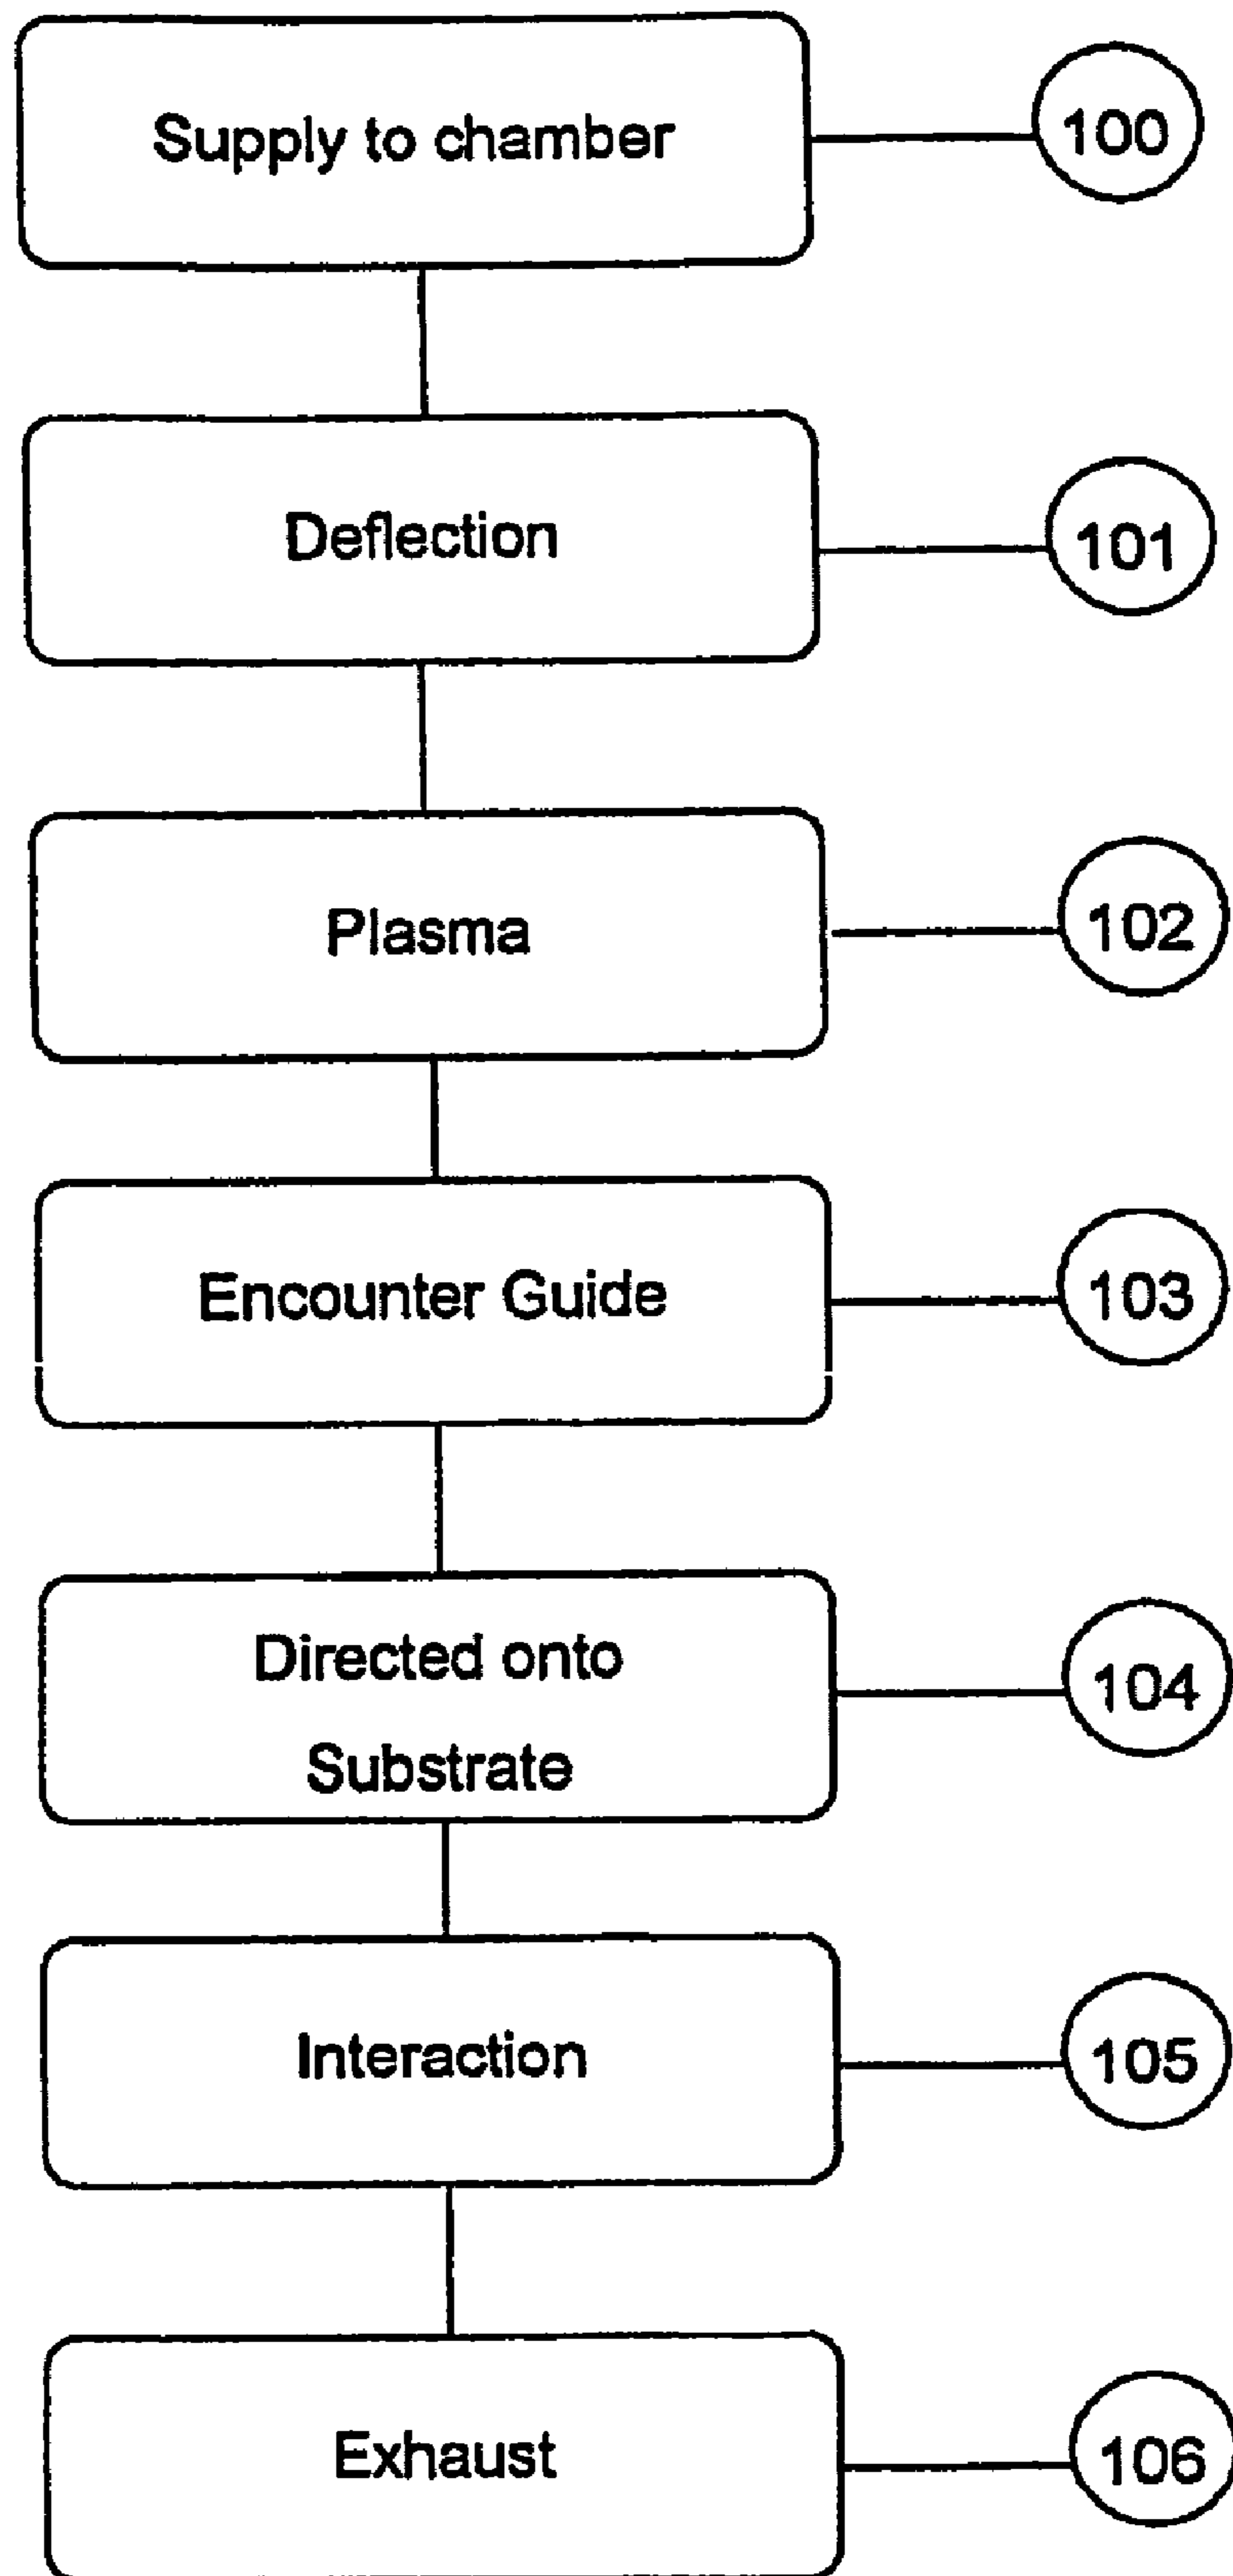 Supply to chamber
100
Deflection
101
Plasma
102
Encounter Guide
103
Directed onto
Substrate
104
Interaction
105
Exhaust
106